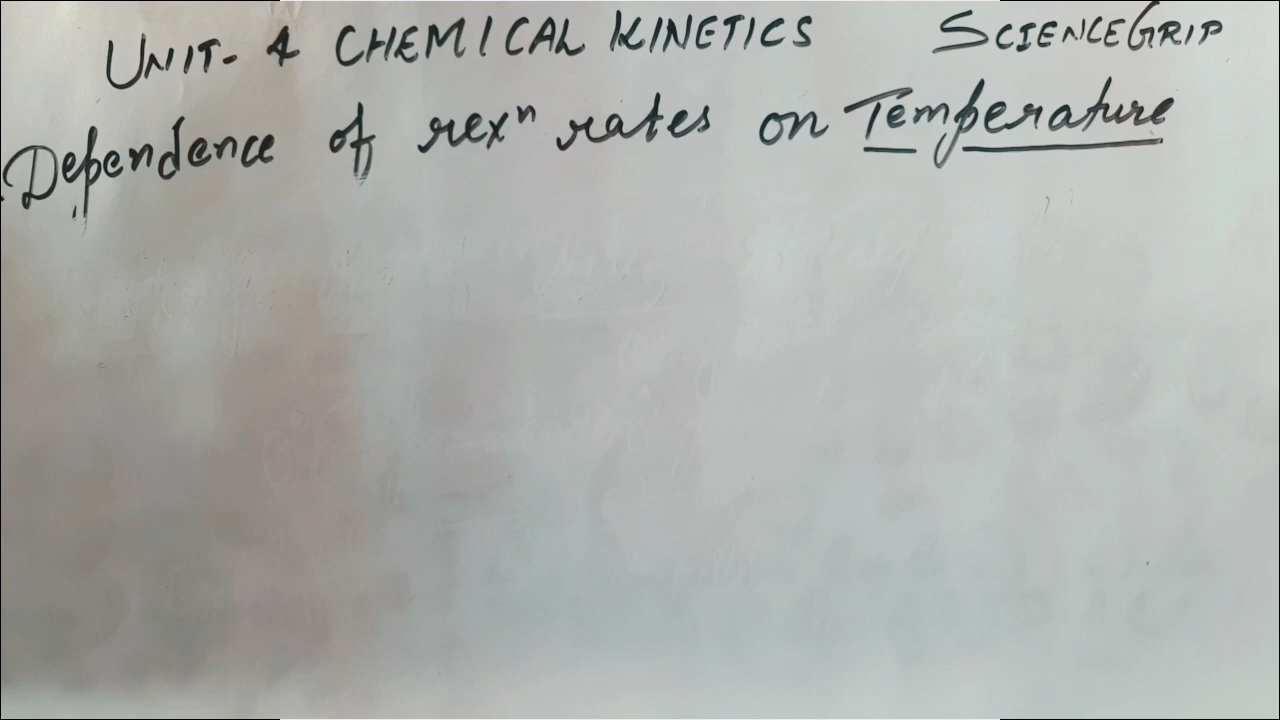 UNIT- 4 CHEMICAL KINETICS SCIENCEGRIP
Dependence of rexⁿ rates on Temperature